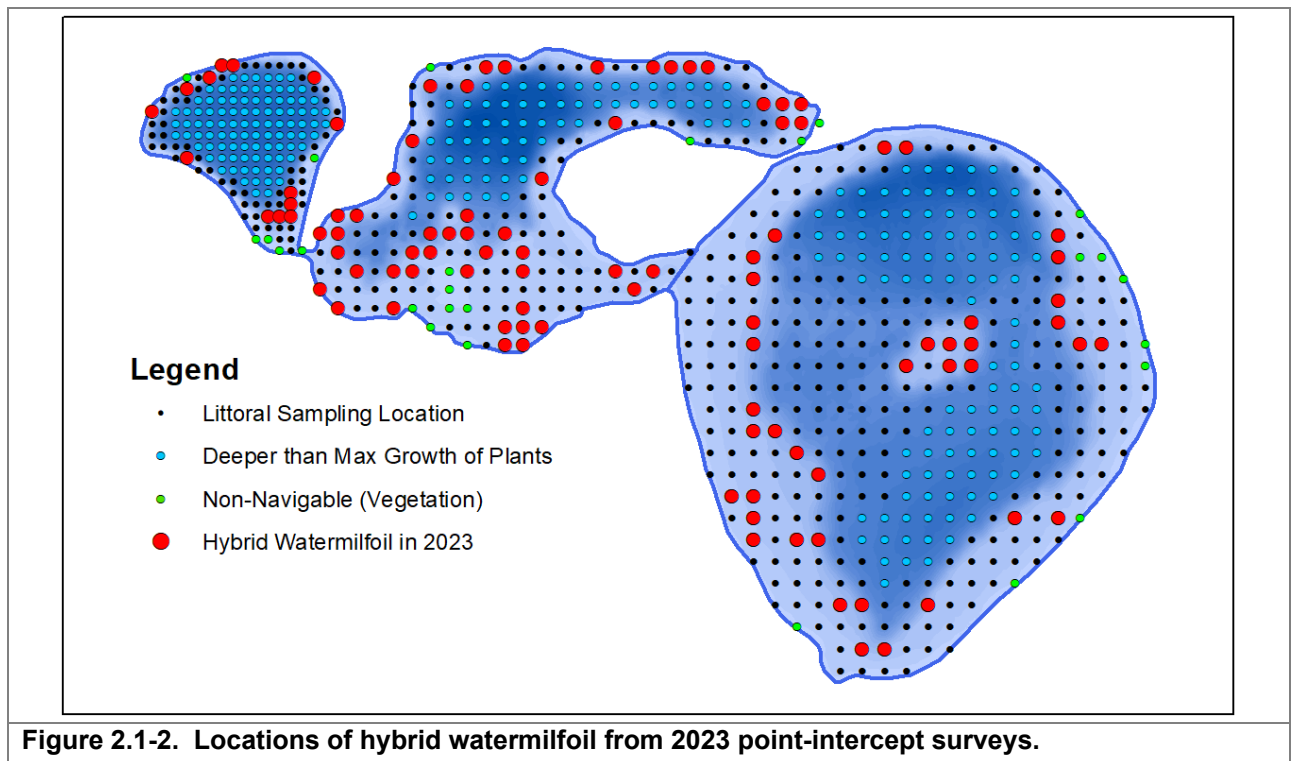 Legend
Littoral Sampling Location
Deeper than Max Growth of Plants
Non-Navigable (Vegetation)
Hybrid Watermilfoil in 2023
Figure 2.1-2. Locations of hybrid watermilfoil from 2023 point-intercept surveys.